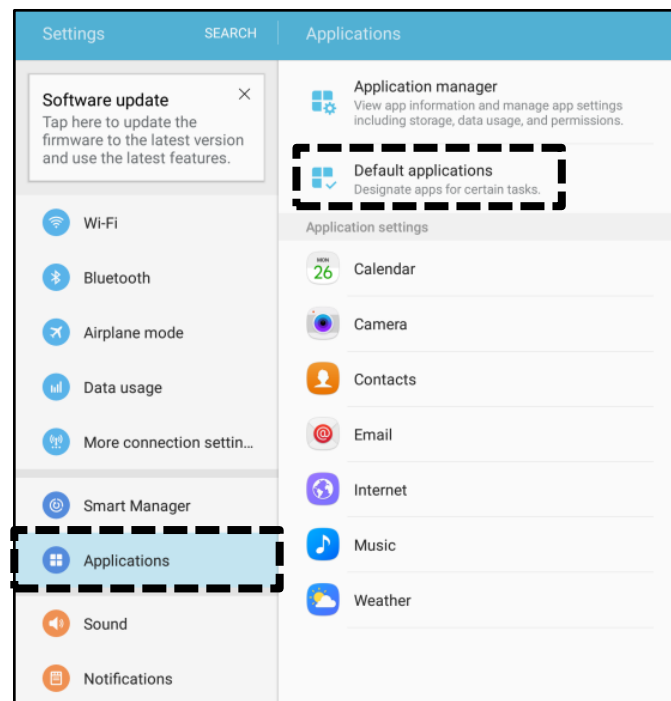 Settings
SEARCH
Software update
Tap here to update the
firmware to the latest version
and use the latest features.
Wi-Fi
Bluetooth
Airplane mode
Data usage
More connection settin...
Smart Manager
Applications
Sound
Notifications
Applications
Application manager
View app information and manage app settings
including storage, data usage, and permissions.
Default applications
Designate apps for certain tasks.
Application settings
MON
26
Calendar
Camera
Contacts
@
Email
Internet
Music
Weather